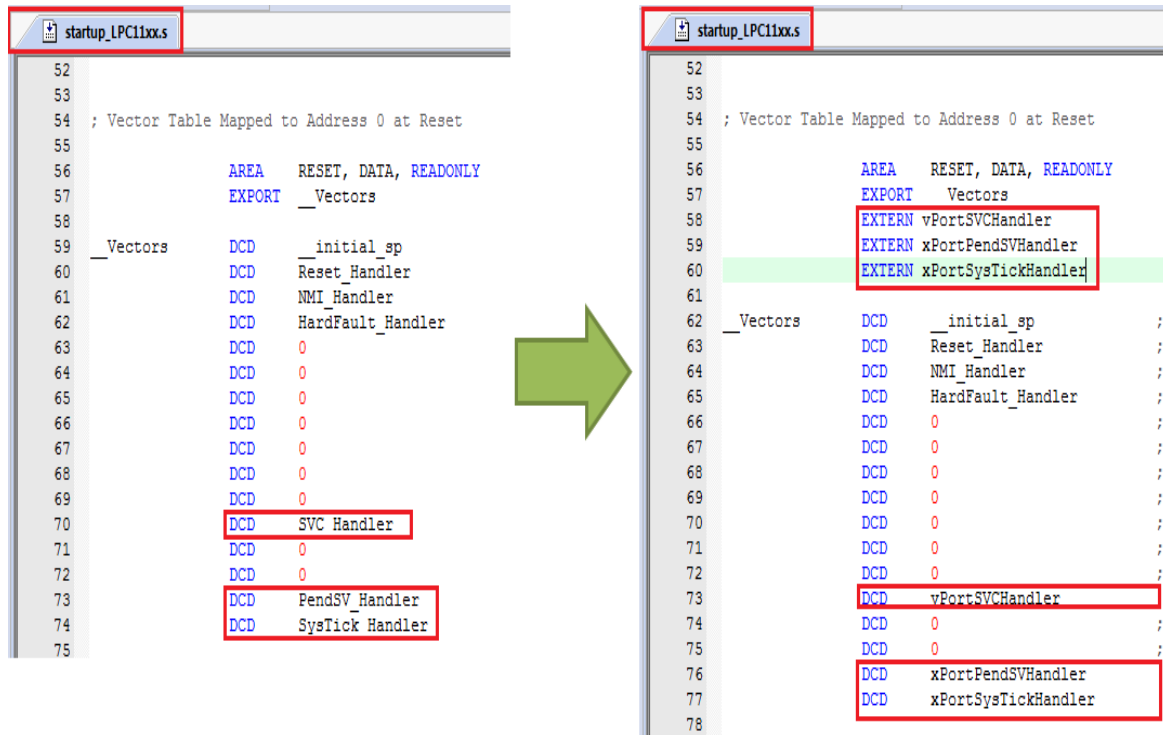 startup_LPC11xx.s
52
53
54 ; Vector Table Mapped to Address 0 at Reset
55
56 AREA RESET, DATA, READONLY
57 EXPORT __Vectors
58
59 __Vectors DCD __initial_sp
60 DCD Reset_Handler
61 DCD NMI_Handler
62 DCD HardFault_Handler
63 DCD 0
64 DCD 0
65 DCD 0
66 DCD 0
67 DCD 0
68 DCD 0
69 DCD 0
70 DCD SVC Handler
71 DCD 0
72 DCD 0
73 DCD PendSV_Handler
74 DCD SysTick Handler
75
startup_LPC11xx.s
52
53
54 ; Vector Table Mapped to Address 0 at Reset
55
56 AREA RESET, DATA, READONLY
57 EXPORT Vectors
58 EXTERN vPortSVCHandler
59 EXTERN xPortPendSVHandler
60 EXTERN xPortSysTickHandler
61
62 __Vectors DCD __initial_sp ;
63 DCD Reset_Handler ;
64 DCD NMI_Handler ;
65 DCD HardFault_Handler ;
66 DCD 0 ;
67 DCD 0 ;
68 DCD 0 ;
69 DCD 0 ;
70 DCD 0 ;
71 DCD 0 ;
72 DCD 0 ;
73 DCD vPortSVCHandler
74 DCD 0 ;
75 DCD 0 ;
76 DCD xPortPendSVHandler
77 DCD xPortSysTickHandler
78